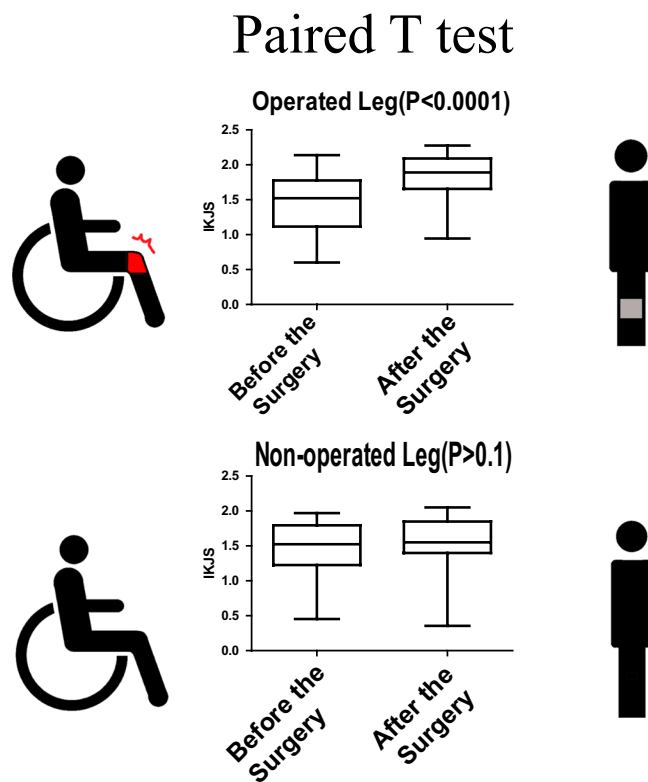 Paired T test
Operated Leg(P<0.0001)
2.5
2.0
1.5
1.0
0.5
0.0
IKJS
Before the
Surgery
After the
Surgery
Non-operated Leg(P>0.1)
2.5
2.0
1.5
1.0
0.5
0.0
IKJS
Before the
Surgery
After the
Surgery